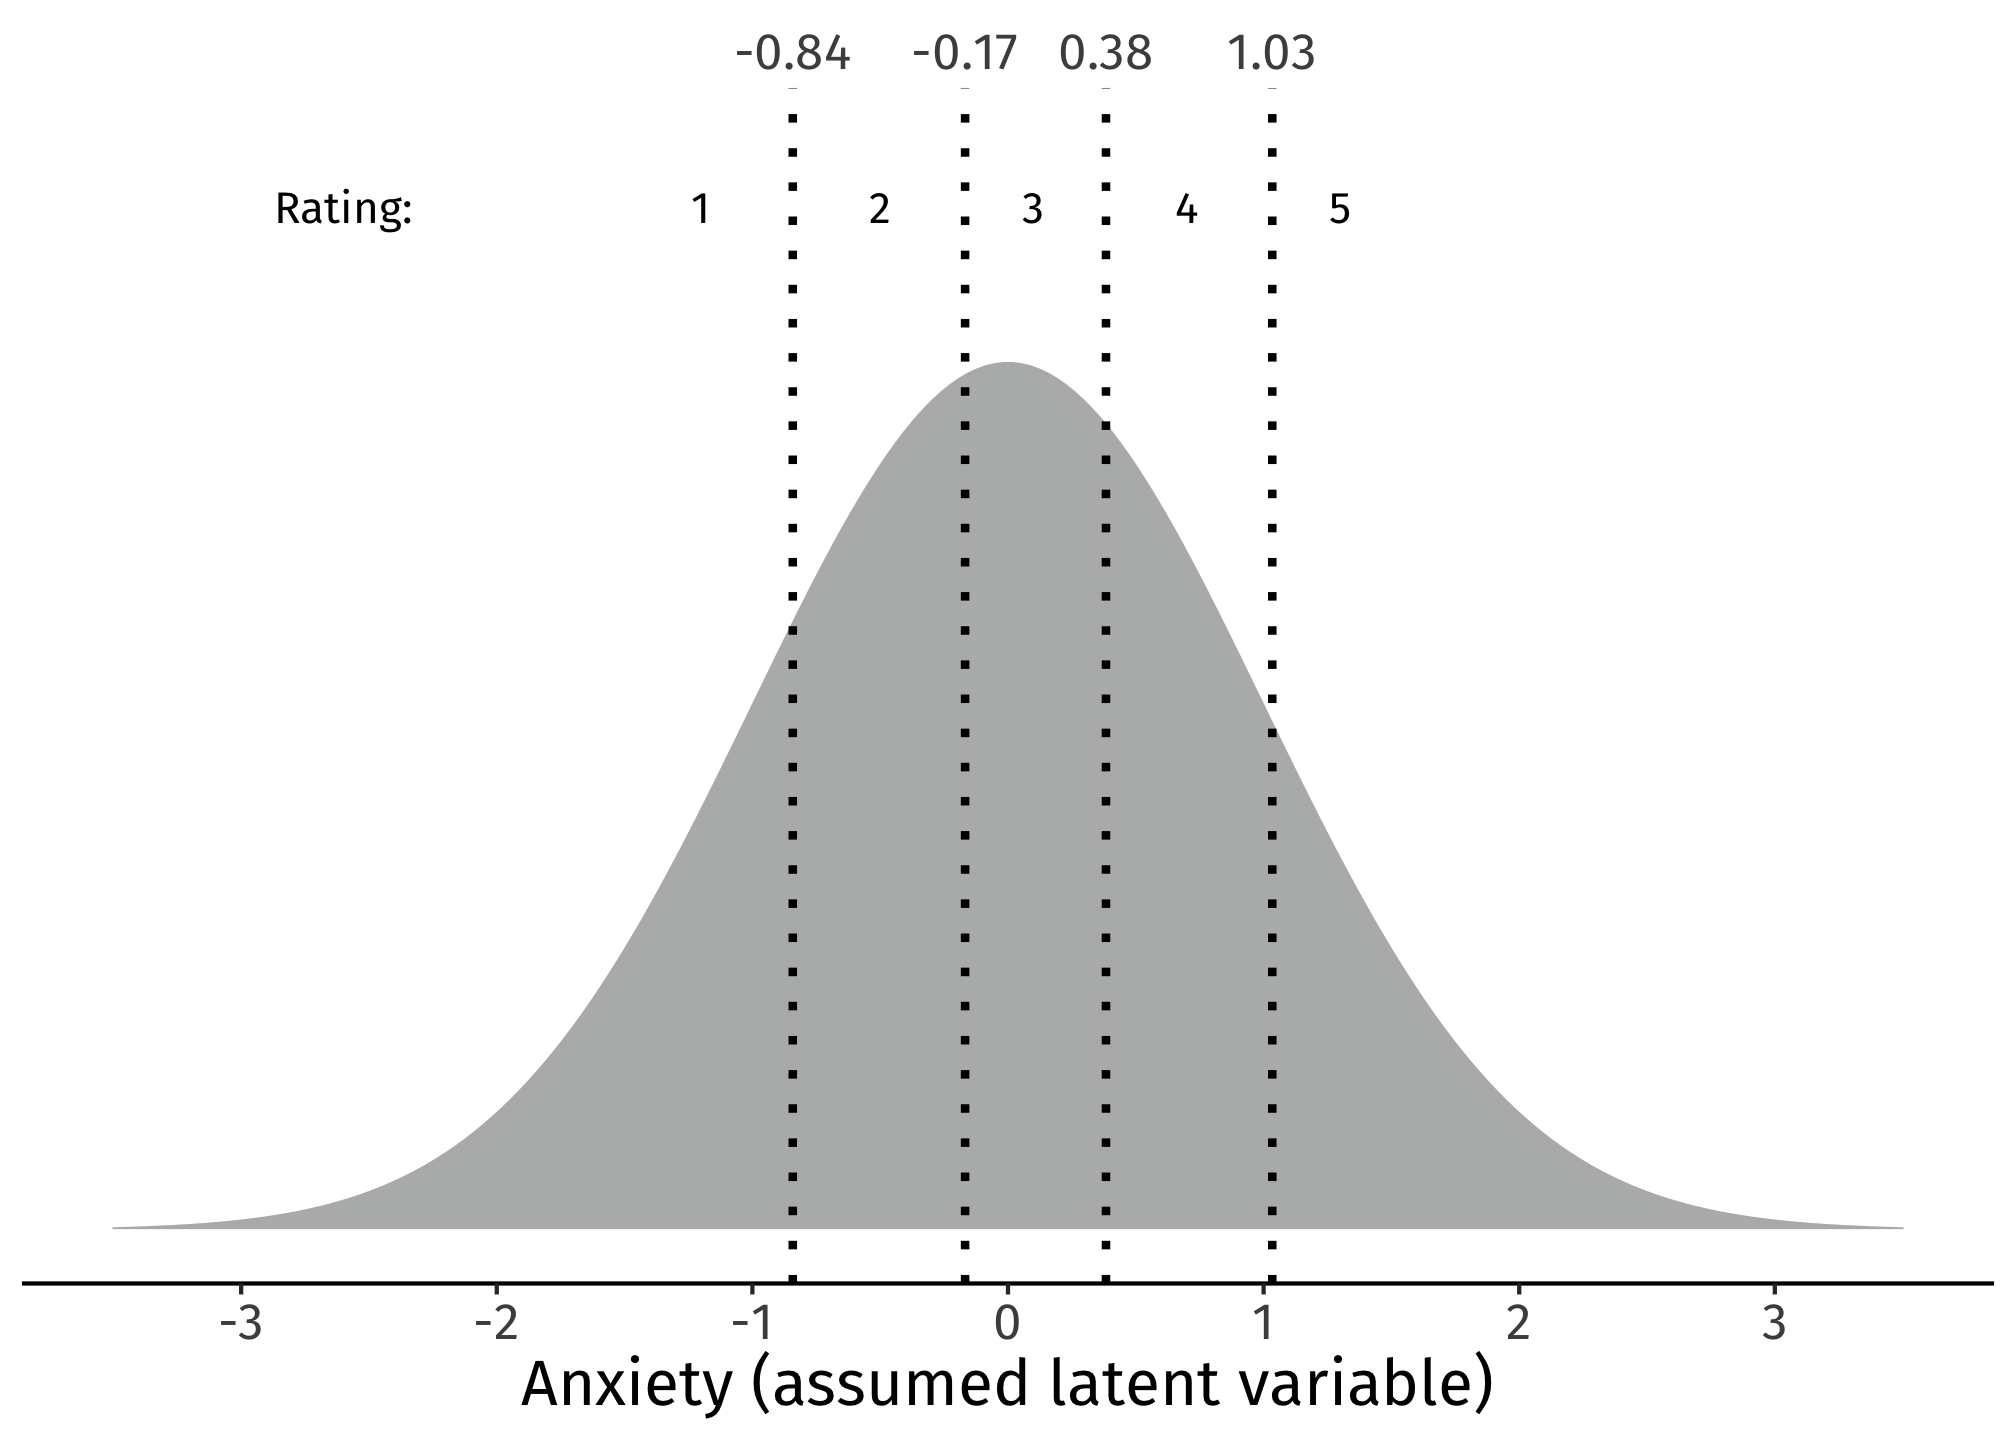 -0.84 -0.17 0.38 1.03
Rating: 1 2 3 4 5
-3 -2 -1 0 1 2 3
Anxiety (assumed latent variable)